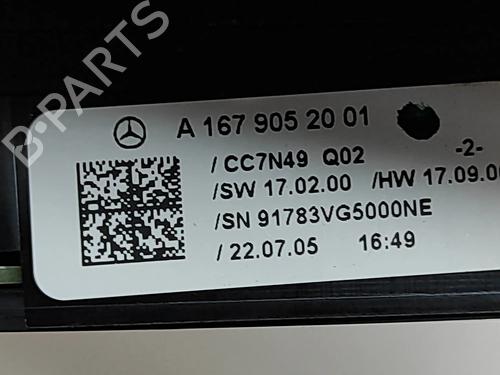 A 167 905 20 01
/CC7N49 Q02 -2-
/SW 17.02.00 /HW 17.09.0
/SN 91783VG5000NE
/22.07.05 16:49